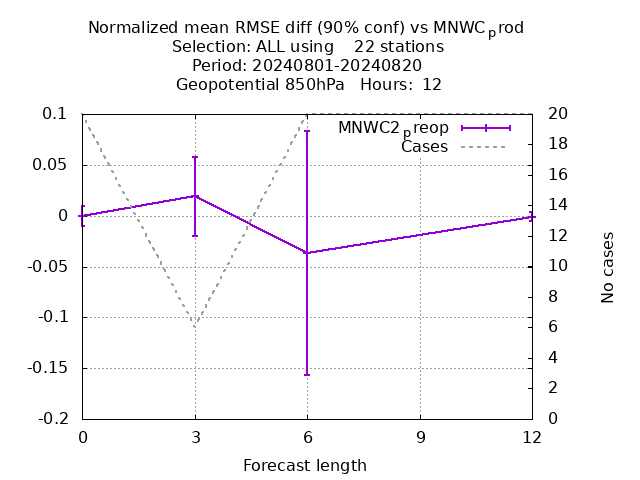 Normalized mean RMSE diff (90% conf) vs MNWCprod
Selection: ALL using    22 stations
Period: 20240801-20240820
Geopotential 850hPa   Hours:  12
MNWC2preop
Cases
0.1
0.05
0
-0.05
-0.1
-0.15
-0.2
20
18
16
14
12
10
8
6
4
2
0
No cases
0 3 6 9 12
Forecast length